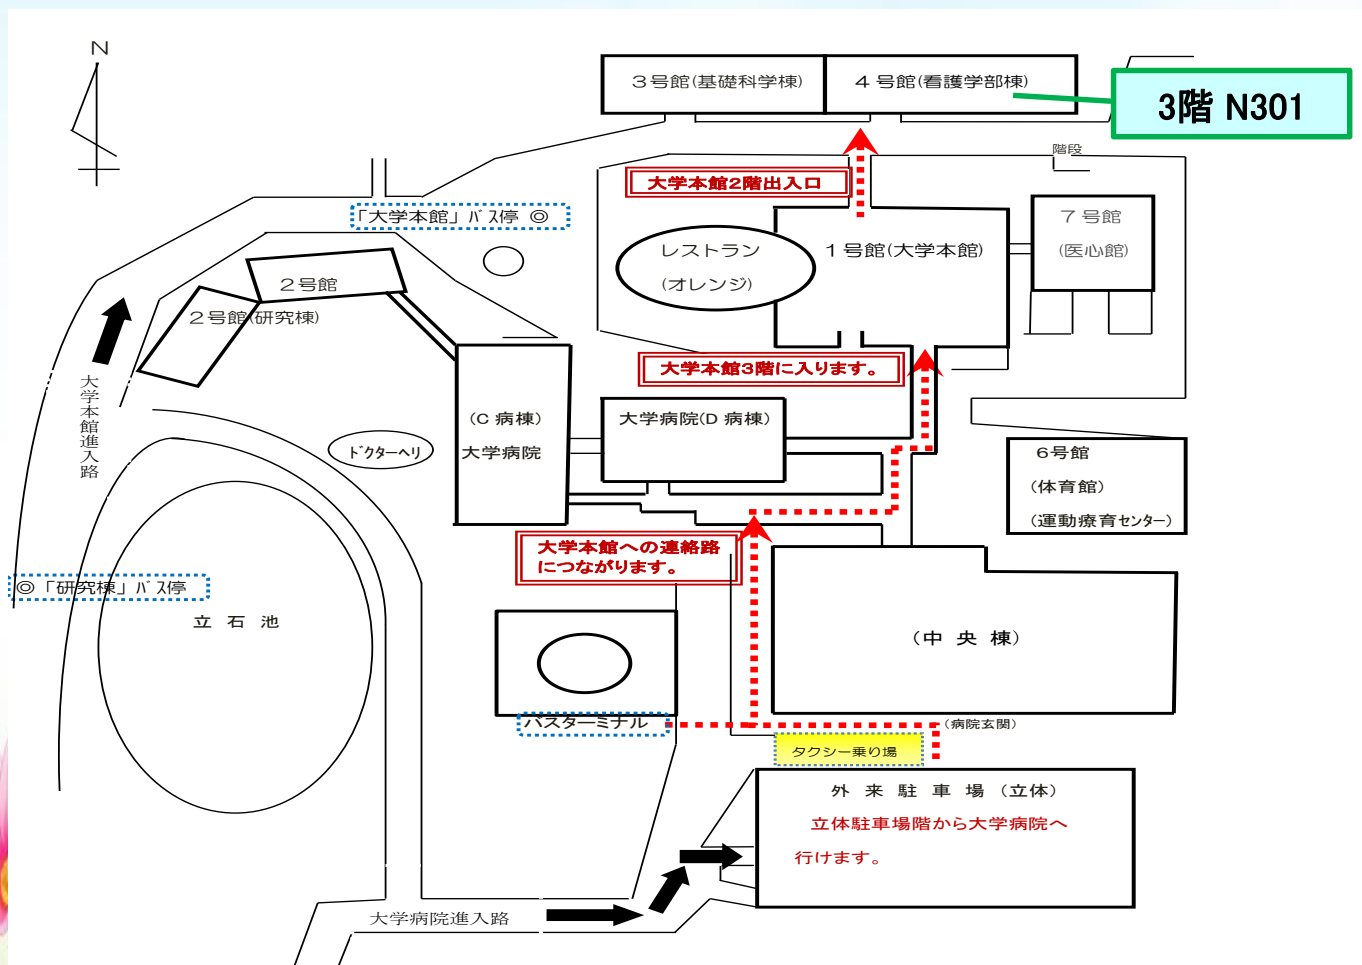 N
3号館(基礎科学棟)
4号館(看護学部棟)
3階 N301
階段
大学本館2階出入口
「大学本館」バス停 ◎
レストラン
(オレンジ)
1号館(大学本館)
7号館
(医心館)
2号館
2号館(研究棟)
大学本館進入路
大学本館3階に入ります。
(C 病棟)
大学病院
大学病院(D 病棟)
ドクターヘリ
6号館
(体育館)
(運動療育センター)
大学本館への連絡路
につながります。
◎「研究棟」バス停
立 石 池
(中 央 棟)
バスターミナル
(病院玄関)
タクシー乗り場
外 来 駐 車 場 (立体)
立体駐車場階から大学病院へ
行けます。
大学病院進入路